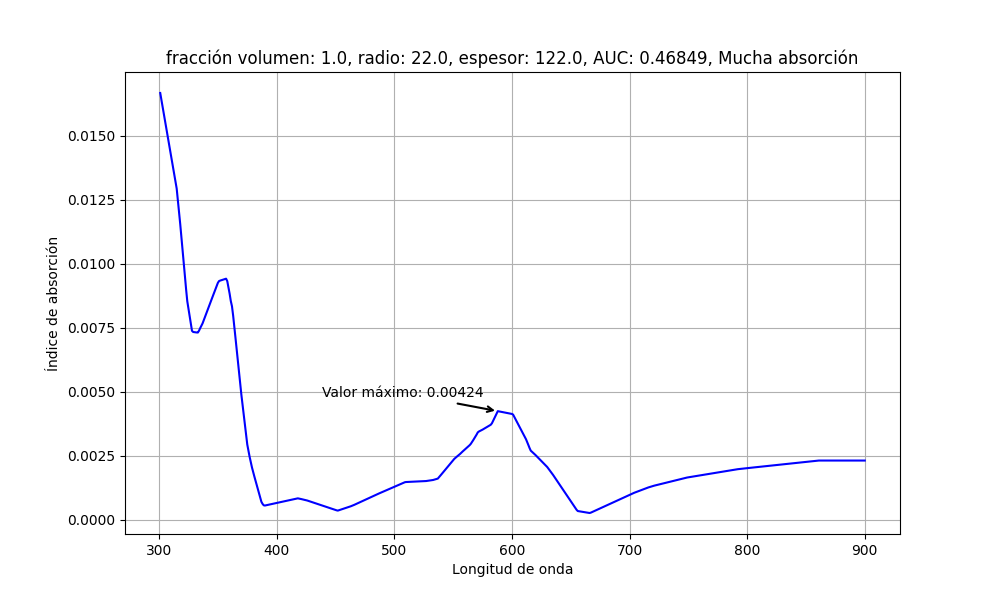 fracción volumen: 1.0, radio: 22.0, espesor: 122.0, AUC: 0.46849, Mucha absorción
0.0150
0.0125
0.0100
0.0075
0.0050
0.0025
0.0000
Índice de absorción
Valor máximo: 0.00424
300 400 500 600 700 800 900
Longitud de onda